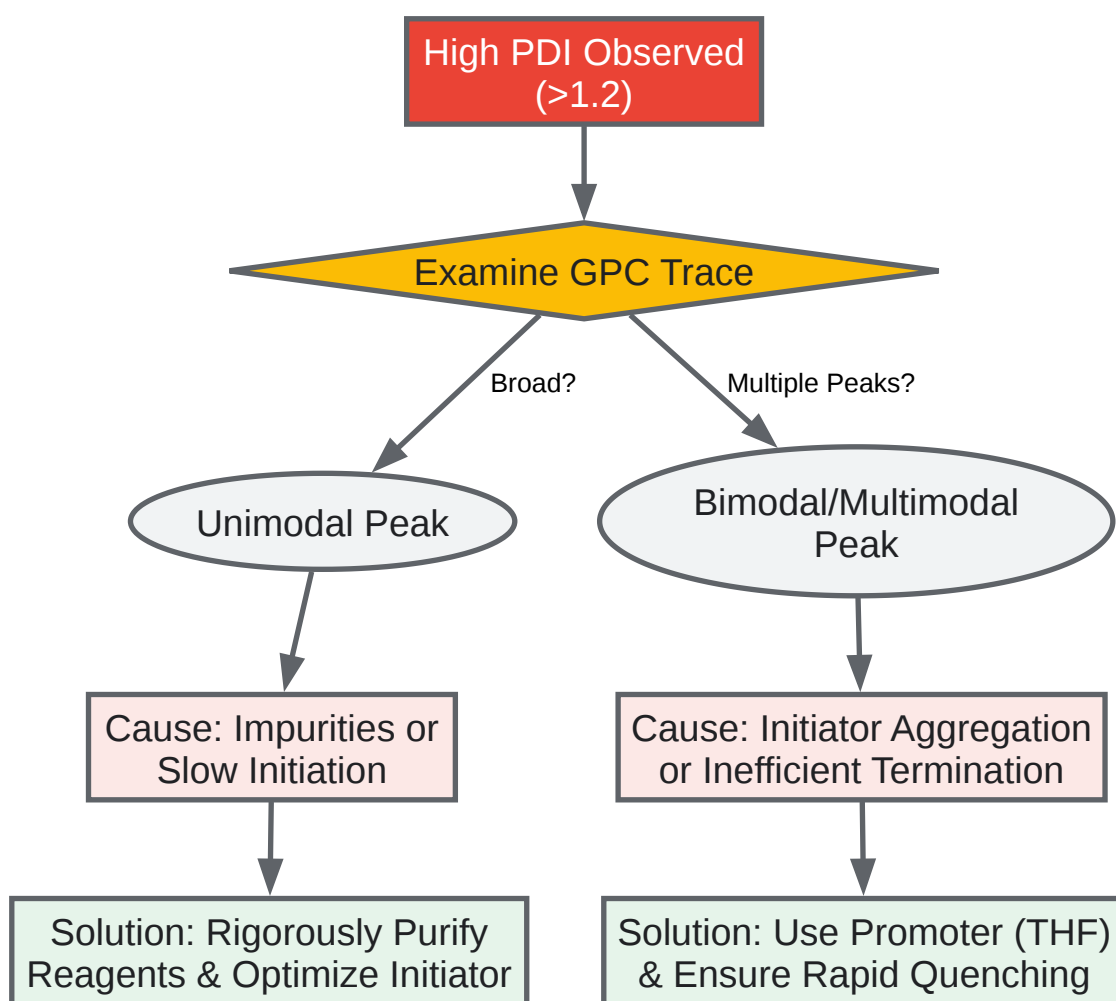 High PDI Observed
(>1.2)
Examine GPC Trace
Broad?
Multiple Peaks?
Unimodal Peak
Bimodal/Multimodal
Peak
Cause: Impurities or
Slow Initiation
Cause: Initiator Aggregation
or Inefficient Termination
Solution: Rigorously Purify
Reagents & Optimize Initiator
Solution: Use Promoter (THF)
& Ensure Rapid Quenching